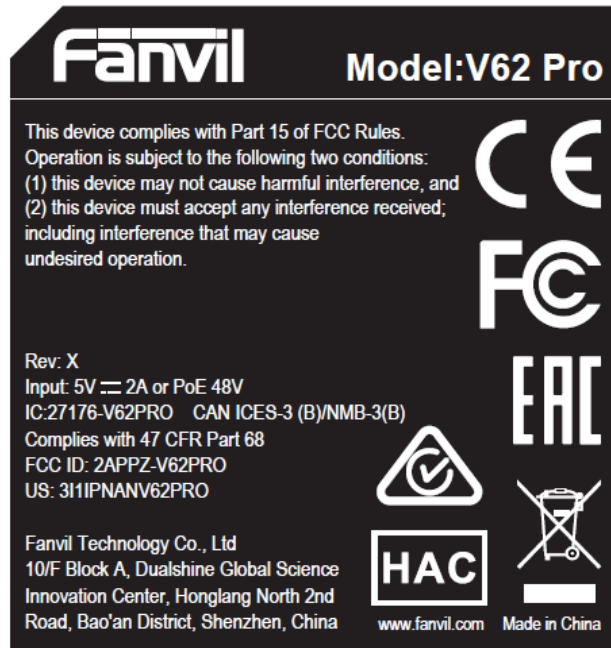 Fanvil
Model:V62 Pro
This device complies with Part 15 of FCC Rules.
Operation is subject to the following two conditions:
(1) this device may not cause harmful interference, and
(2) this device must accept any interference received;
including interference that may cause
undesired operation.
CE
FC
Rev: X
Input: 5V ⎓ 2A or PoE 48V
IC:27176-V62PRO CAN ICES-3 (B)/NMB-3(B)
Complies with 47 CFR Part 68
FCC ID: 2APPZ-V62PRO
US: 3I1IPNANV62PRO
EAC
Fanvil Technology Co., Ltd
10/F Block A, Dualshine Global Science
Innovation Center, Honglang North 2nd
Road, Bao'an District, Shenzhen, China
HAC
www.fanvil.com
Made in China